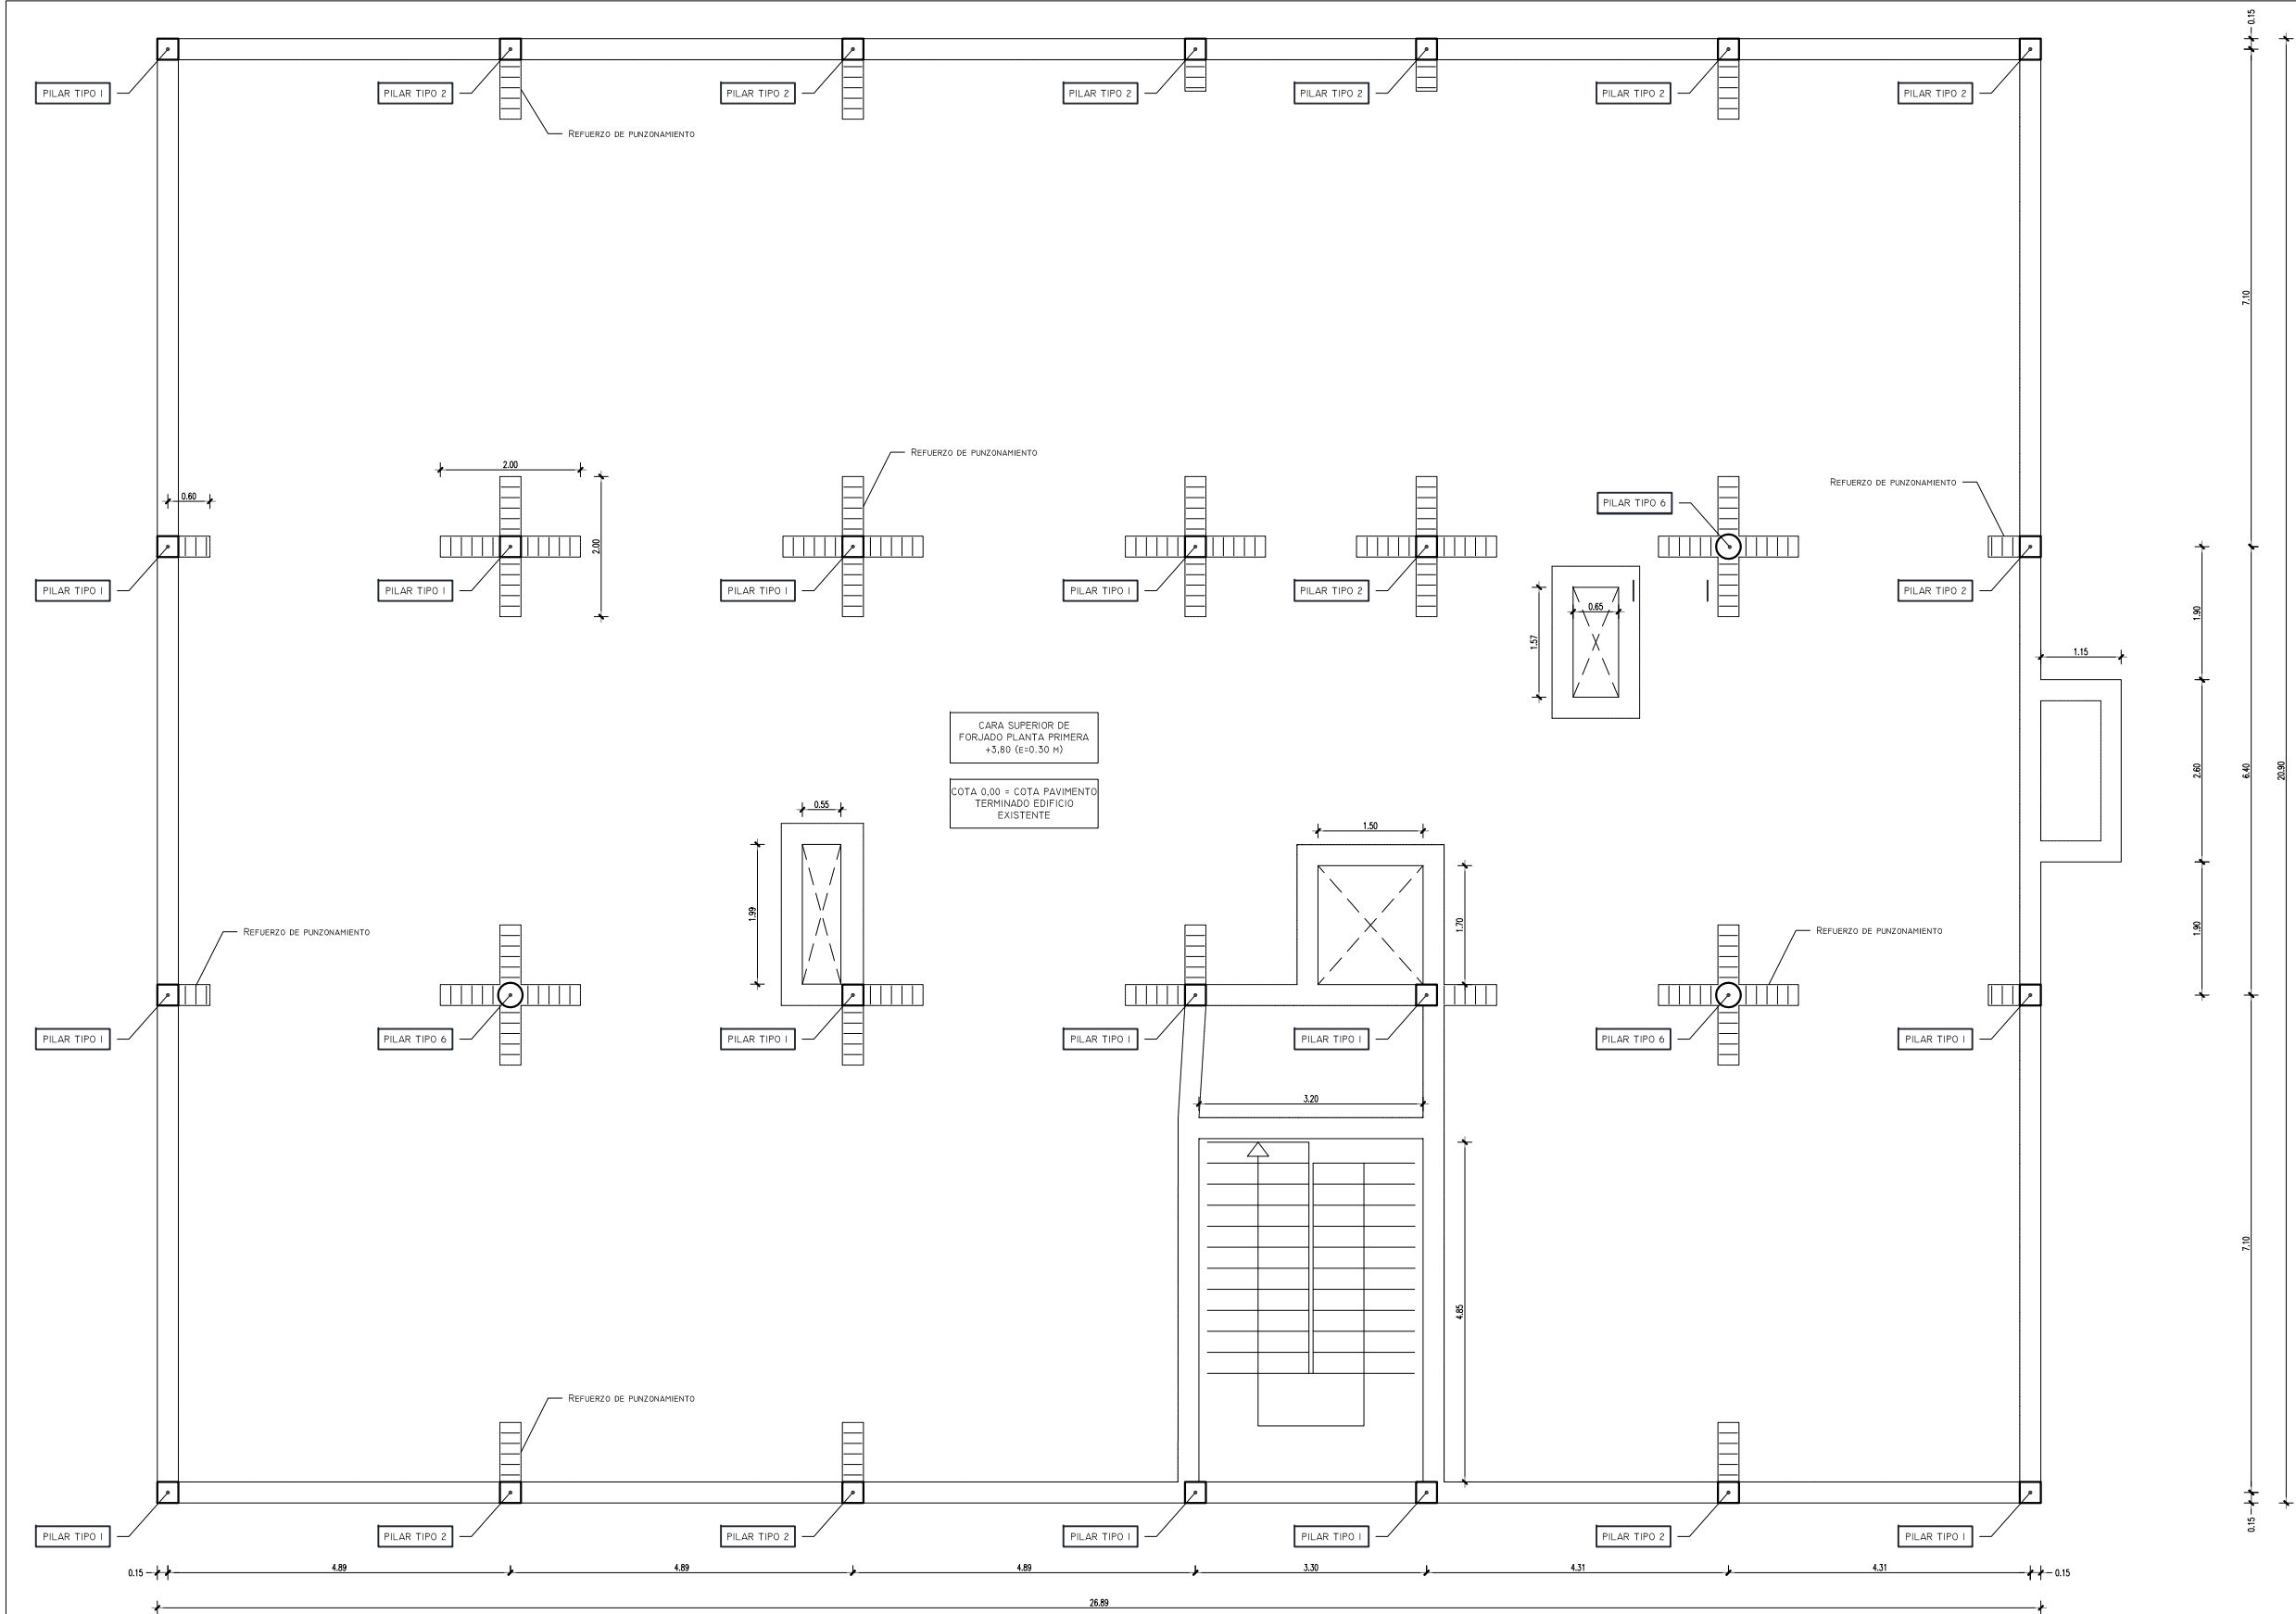 0.15
PILAR TIPO 1
PILAR TIPO 2
PILAR TIPO 2
PILAR TIPO 2
PILAR TIPO 2
PILAR TIPO 2
PILAR TIPO 2
REFUERZO DE PUNZONAMIENTO
7.10
REFUERZO DE PUNZONAMIENTO
2.00
0.60
REFUERZO DE PUNZONAMIENTO
PILAR TIPO 6
2.00
PILAR TIPO 1
PILAR TIPO 1
PILAR TIPO 1
PILAR TIPO 1
PILAR TIPO 2
PILAR TIPO 2
0.65
1.57
1.90
1.15
CARA SUPERIOR DE
FORJADO PLANTA PRIMERA
+3,80 (E=0.30 M)
COTA 0,00 = COTA PAVIMENTO
TERMINADO EDIFICIO
EXISTENTE
2.60
6.40
20.90
0.55
1.50
1.99
1.70
1.90
REFUERZO DE PUNZONAMIENTO
REFUERZO DE PUNZONAMIENTO
PILAR TIPO 1
PILAR TIPO 6
PILAR TIPO 1
PILAR TIPO 1
PILAR TIPO 1
PILAR TIPO 6
PILAR TIPO 1
3.20
4.85
7.10
REFUERZO DE PUNZONAMIENTO
PILAR TIPO 1
PILAR TIPO 2
PILAR TIPO 2
PILAR TIPO 1
PILAR TIPO 1
PILAR TIPO 2
PILAR TIPO 1
0.15
0.15
4.89
4.89
4.89
3.30
4.31
4.31
0.15
26.89